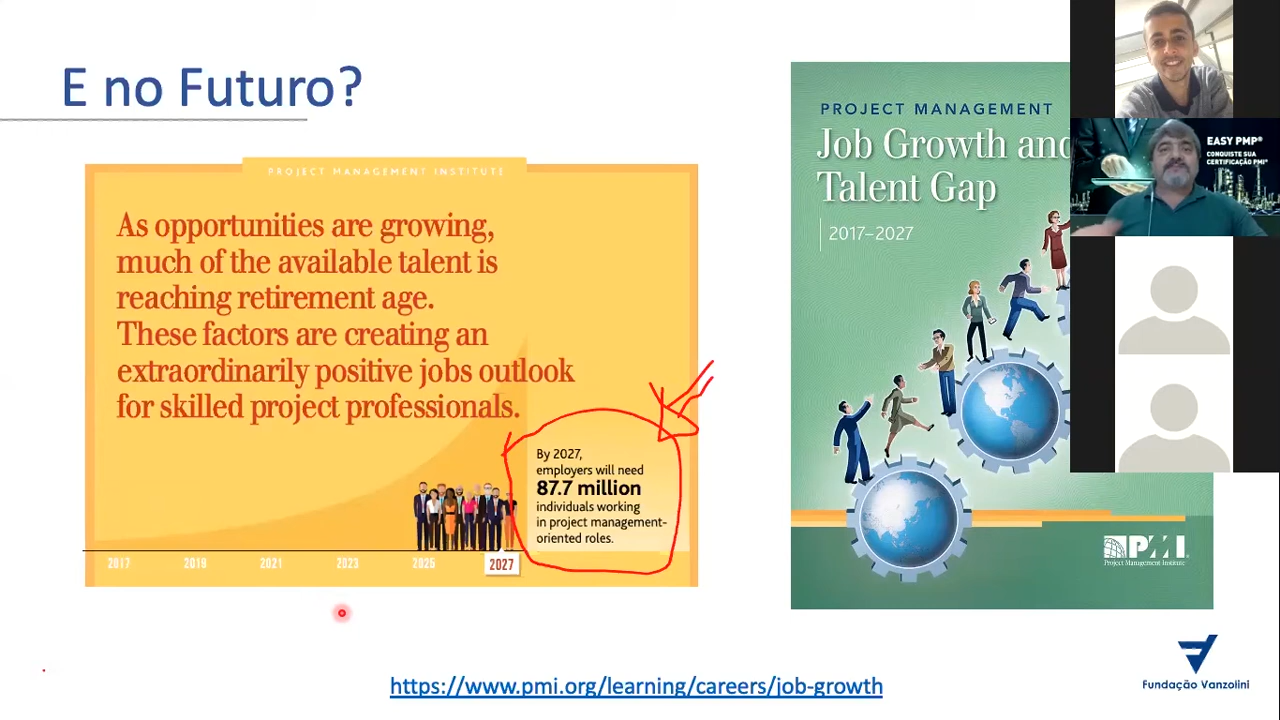 E no Futuro?
PROJECT MANAGEMENT INSTITUTE
As opportunities are growing,
much of the available talent is
reaching retirement age.
These factors are creating an
extraordinarily positive jobs outlook
for skilled project professionals.
By 2027,
employers will need
87.7 million
individuals working
in project management-
oriented roles.
2017
2019
2021
2023
2025
2027
PROJECT MANAGEMENT
Job Growth and
Talent Gap
2017–2027
PMI
Project Management Institute
EASY PMP®
CONQUISTE SUA
CERTIFICAÇÃO PMI®
https://www.pmi.org/learning/careers/job-growth
Fundação Vanzolini